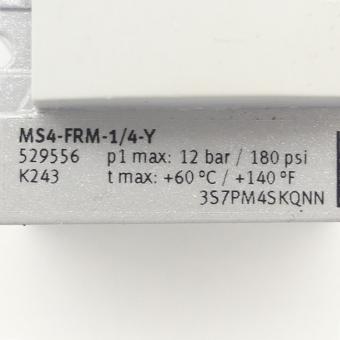 MS4-FRM-1/4-Y
529556 p1 max: 12 bar / 180 psi
K243 t max: +60 °C / +140 °F
3S7PM4SKQNN